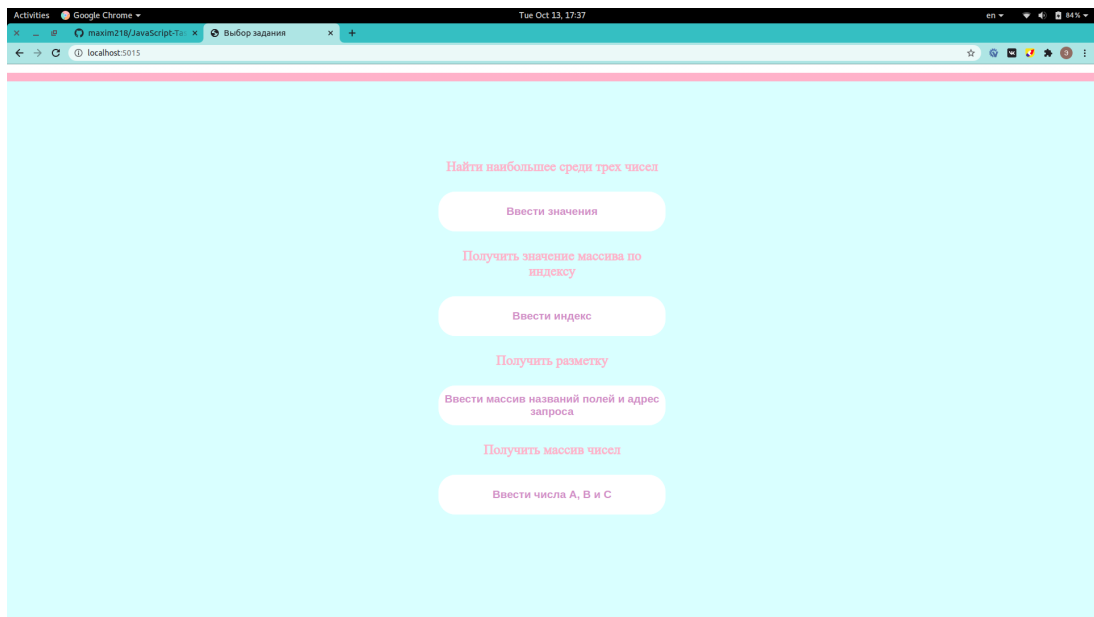 Activities Google Chrome Tue Oct 13, 17:37 en 84%
maxim218/JavaScript-Ta Выбор задания
localhost:5015
Найти наибольшее среди трех чисел
Ввести значения
Получить значение массива по
индексу
Ввести индекс
Получить разметку
Ввести массив названий полей и адрес
запроса
Получить массив чисел
Ввести числа A, B и C